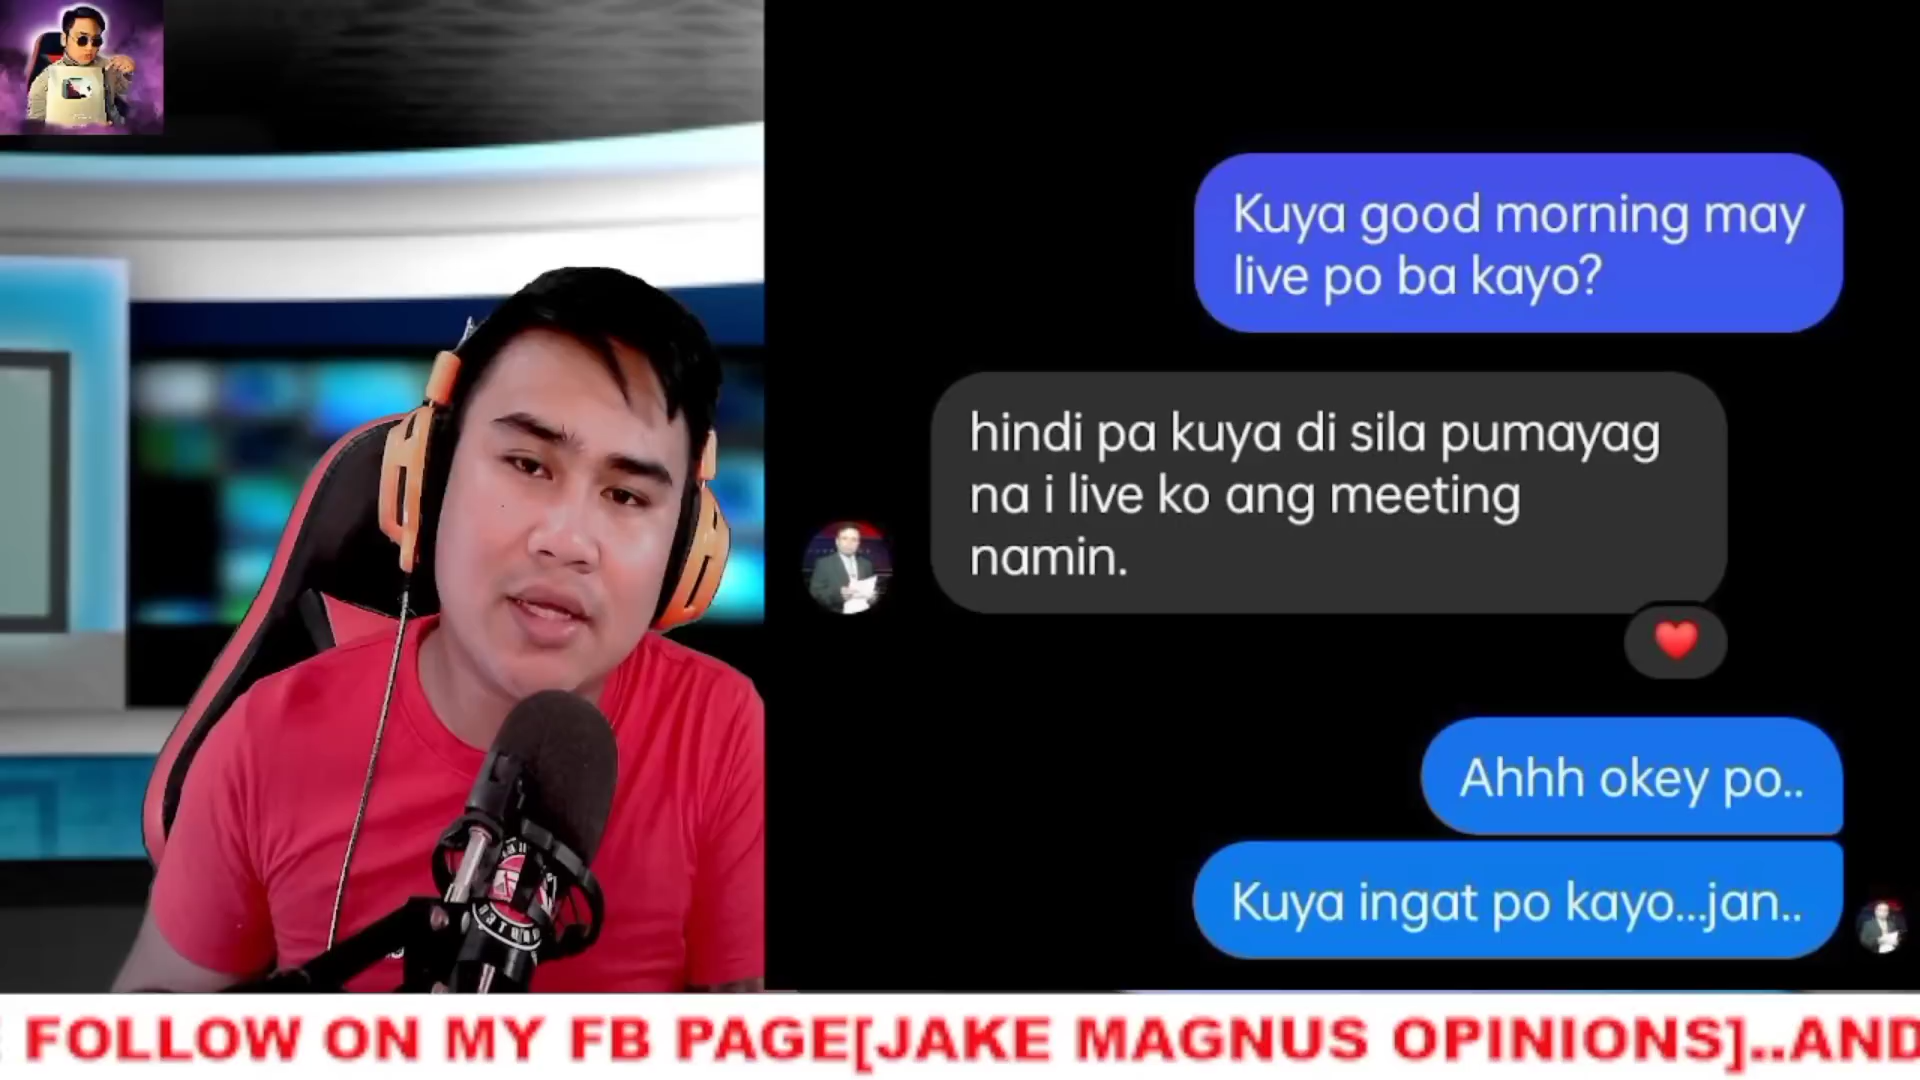 Kuya good morning may
live po ba kayo?
hindi pa kuya di sila pumayag
na i live ko ang meeting
namin.
Ahhh okey po..
Kuya ingat po kayo...jan..
FOLLOW ON MY FB PAGE[JAKE MAGNUS OPINIONS]..AND